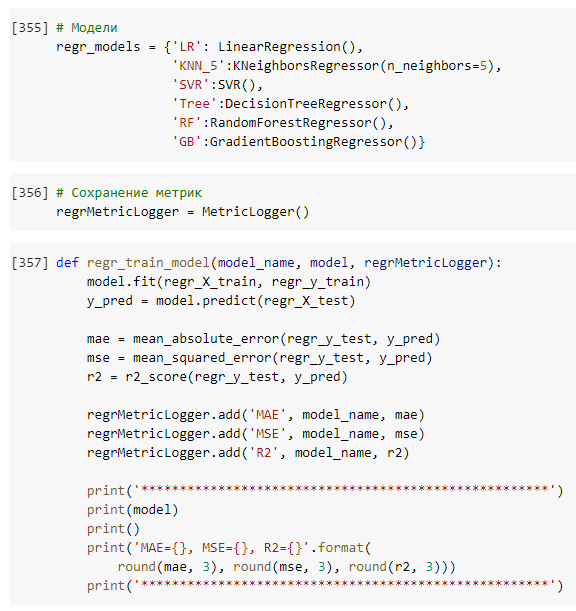 [355] # Модели
regr_models = {'LR': LinearRegression(),
'KNN_5':KNeighborsRegressor(n_neighbors=5),
'SVR':SVR(),
'Tree':DecisionTreeRegressor(),
'RF':RandomForestRegressor(),
'GB':GradientBoostingRegressor()}
[356] # Сохранение метрик
regrMetricLogger = MetricLogger()
[357] def regr_train_model(model_name, model, regrMetricLogger):
model.fit(regr_X_train, regr_y_train)
y_pred = model.predict(regr_X_test)
mae = mean_absolute_error(regr_y_test, y_pred)
mse = mean_squared_error(regr_y_test, y_pred)
r2 = r2_score(regr_y_test, y_pred)
regrMetricLogger.add('MAE', model_name, mae)
regrMetricLogger.add('MSE', model_name, mse)
regrMetricLogger.add('R2', model_name, r2)
print('*****************************************************')
print(model)
print()
print('MAE={}, MSE={}, R2={}'.format(
round(mae, 3), round(mse, 3), round(r2, 3)))
print('*****************************************************')